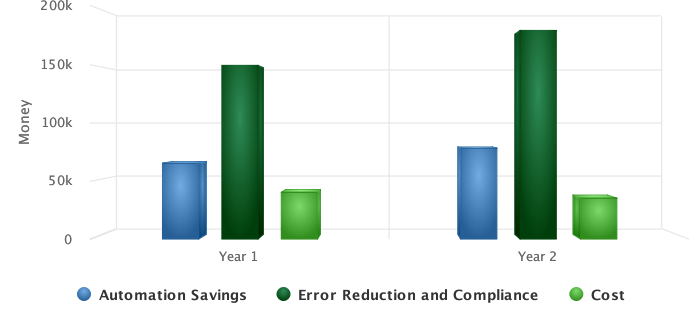 200k
150k
100k
50k
0
Money
Year 1
Year 2
Automation Savings
Error Reduction and Compliance
Cost